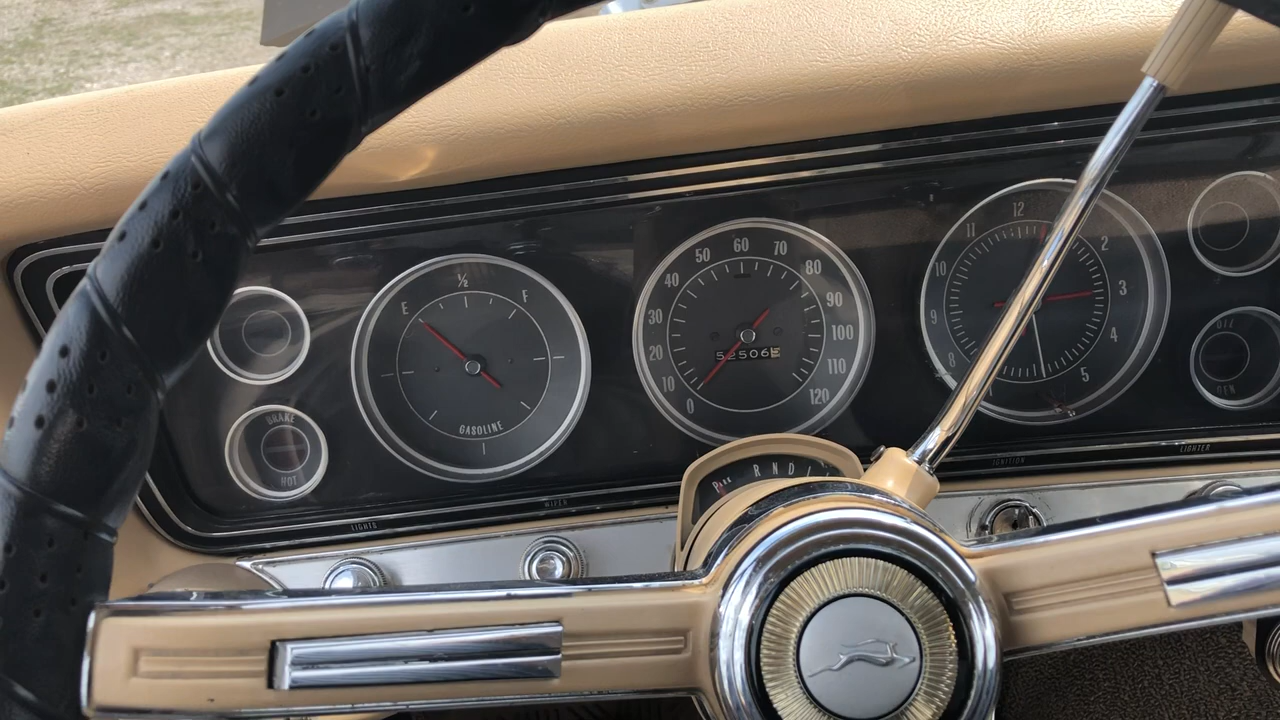 BRAKE
HOT
E ½ F
GASOLINE
0 10 20 30 40 50 60 70 80 90 100 110 120
52506
12 2 3 4 5 8 9 10 11
OIL
GEN
PARK R N D L
LIGHTS
WIPER
IGNITION
LIGHTER